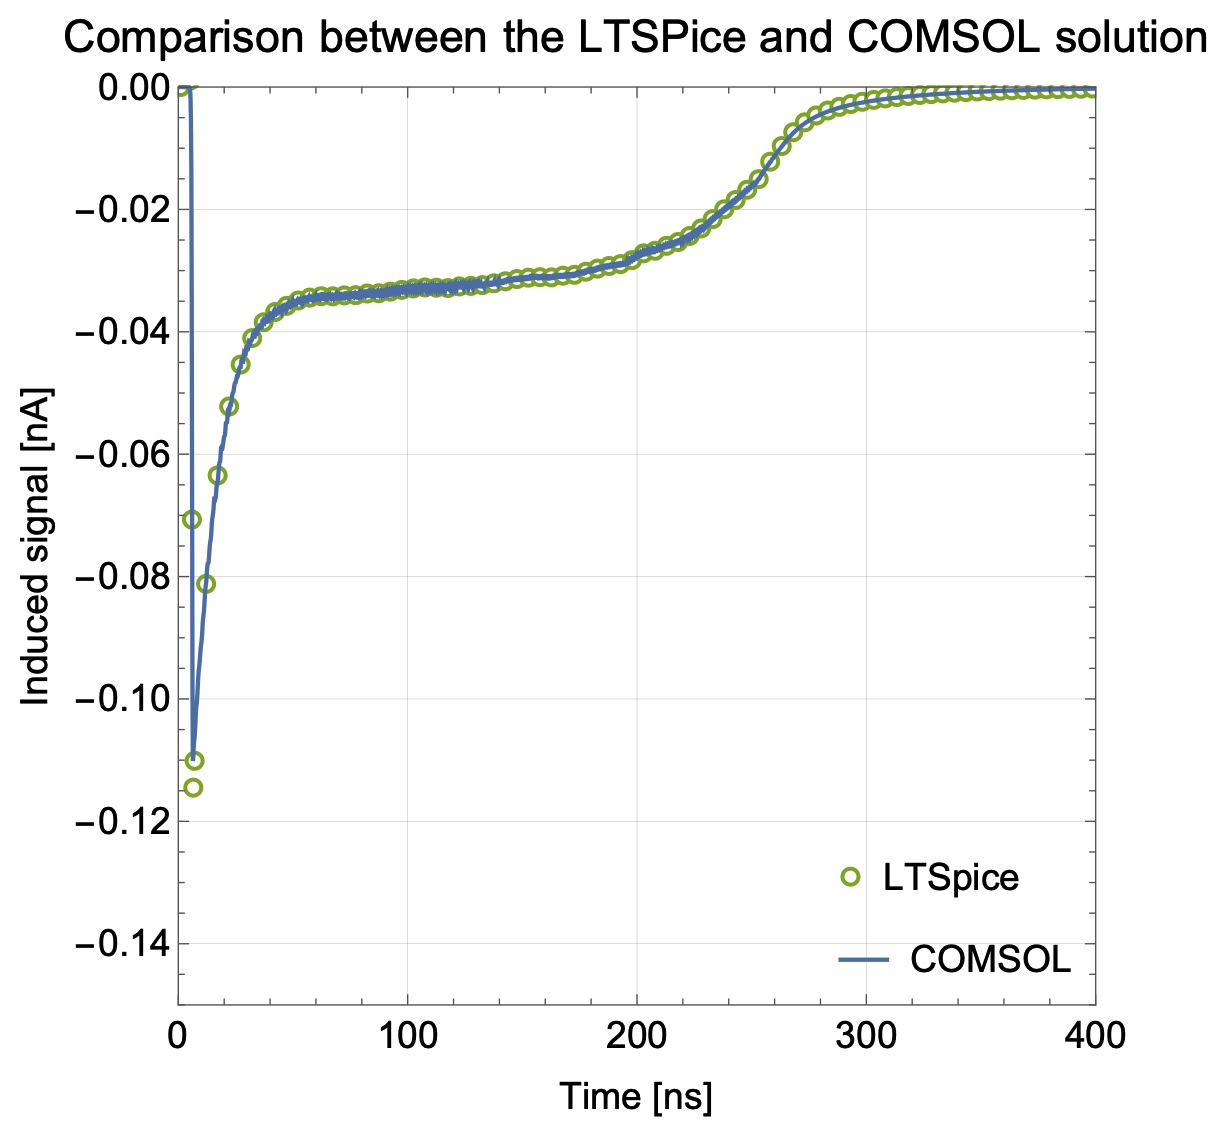 Comparison between the LTSPice and COMSOL solution
0.00
−0.02
−0.04
−0.06
−0.08
−0.10
−0.12
−0.14
Induced signal [nA]
LTSpice
COMSOL
0 100 200 300 400
Time [ns]